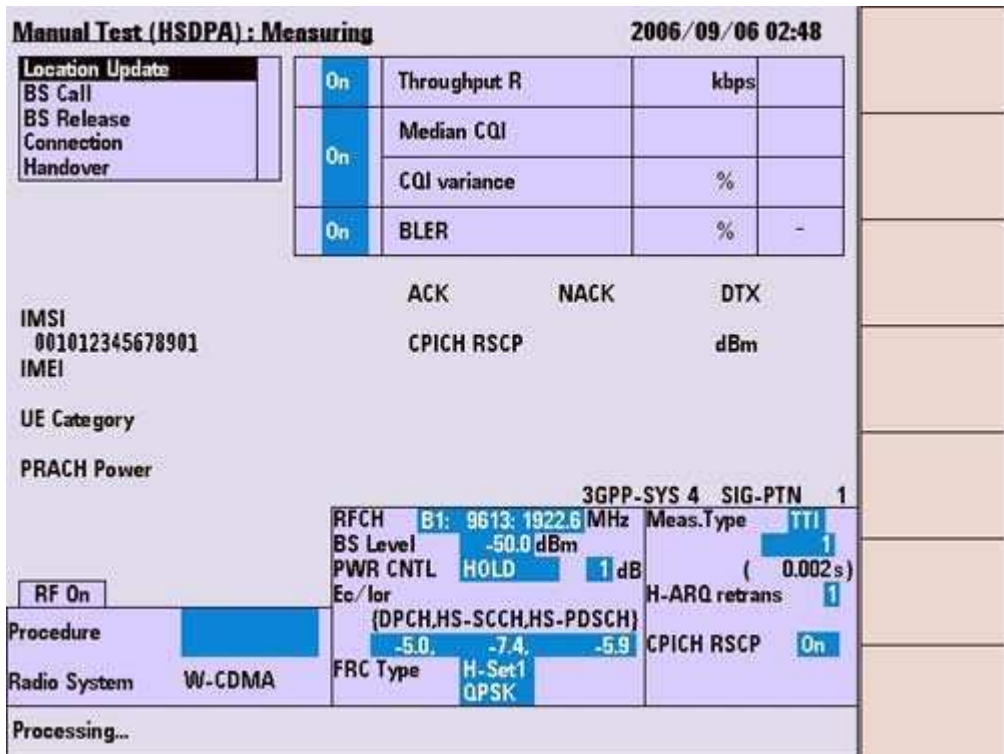 Manual Test (HSDPA) : Measuring 2006/09/06 02:48
Location Update
BS Call
BS Release
Connection
Handover
On Throughput R kbps
On Median CQI
CQI variance %
On BLER % -
ACK NACK DTX
IMSI
001012345678901 CPICH RSCP dBm
IMEI
UE Category
PRACH Power
3GPP-SYS 4 SIG-PTN 1
RFCH B1: 9613: 1922.6 MHz Meas.Type TTI
BS Level -50.0 dBm 1
PWR CNTL HOLD 1 dB ( 0.002 s)
RF On Ec/Ior H-ARQ retrans 1
{DPCH,HS-SCCH,HS-PDSCH}
Procedure -5.0, -7.4, -5.9 CPICH RSCP On
Radio System W-CDMA FRC Type H-Set1
QPSK
Processing...